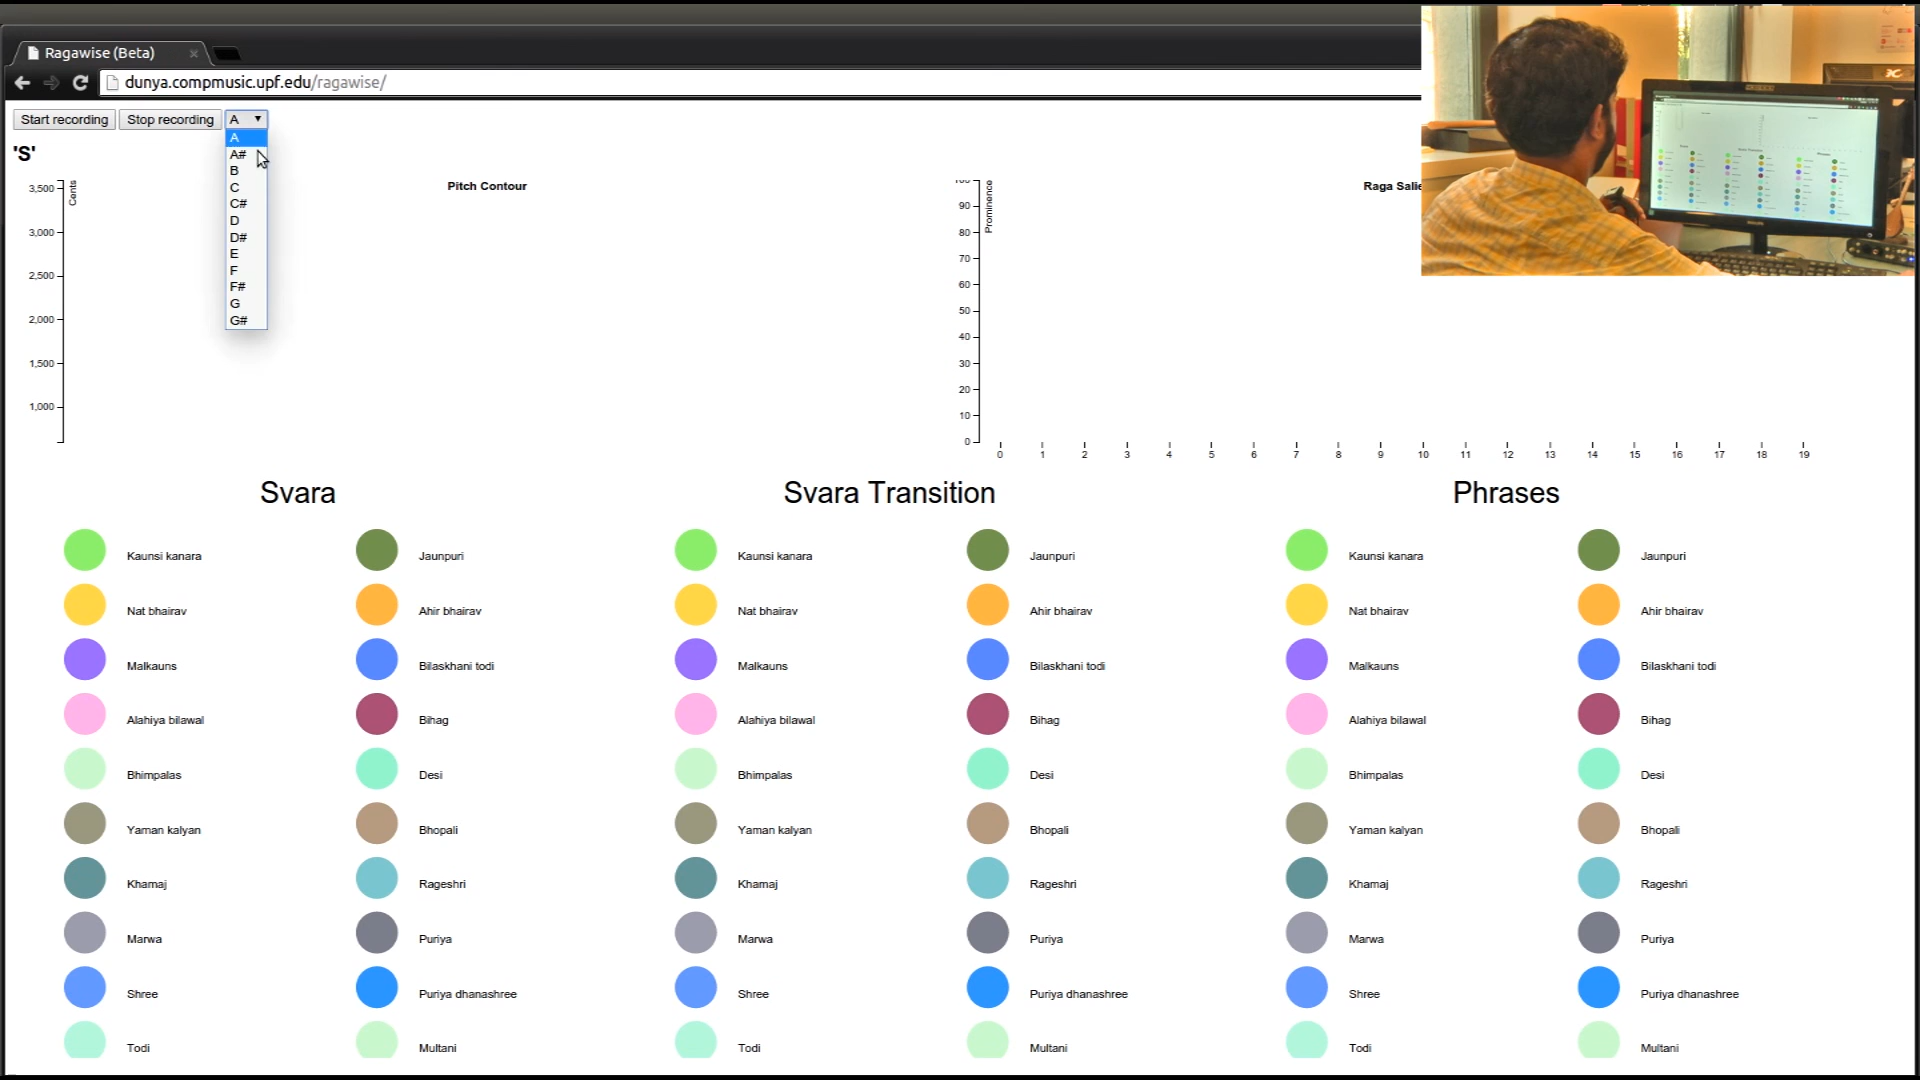 Ragawise (Beta)
dunya.compmusic.upf.edu/ragawise/
Start recording Stop recording A
A
A#
B
C
C#
D
D#
E
F
F#
G
G#
'S'
Cents
3,500
3,000
2,500
2,000
1,500
1,000
Pitch Contour
Prominence
90
80
70
60
50
40
30
20
10
0
0 1 2 3 4 5 6 7 8 9 10 11 12 13 14 15 16 17 18 19
Raga Salie
Svara Svara Transition Phrases
Kaunsi kanara Jaunpuri Kaunsi kanara Jaunpuri Kaunsi kanara Jaunpuri
Nat bhairav Ahir bhairav Nat bhairav Ahir bhairav Nat bhairav Ahir bhairav
Malkauns Bilaskhani todi Malkauns Bilaskhani todi Malkauns Bilaskhani todi
Alahiya bilawal Bihag Alahiya bilawal Bihag Alahiya bilawal Bihag
Bhimpalas Desi Bhimpalas Desi Bhimpalas Desi
Yaman kalyan Bhopali Yaman kalyan Bhopali Yaman kalyan Bhopali
Khamaj Rageshri Khamaj Rageshri Khamaj Rageshri
Marwa Puriya Marwa Puriya Marwa Puriya
Shree Puriya dhanashree Shree Puriya dhanashree Shree Puriya dhanashree
Todi Multani Todi Multani Todi Multani